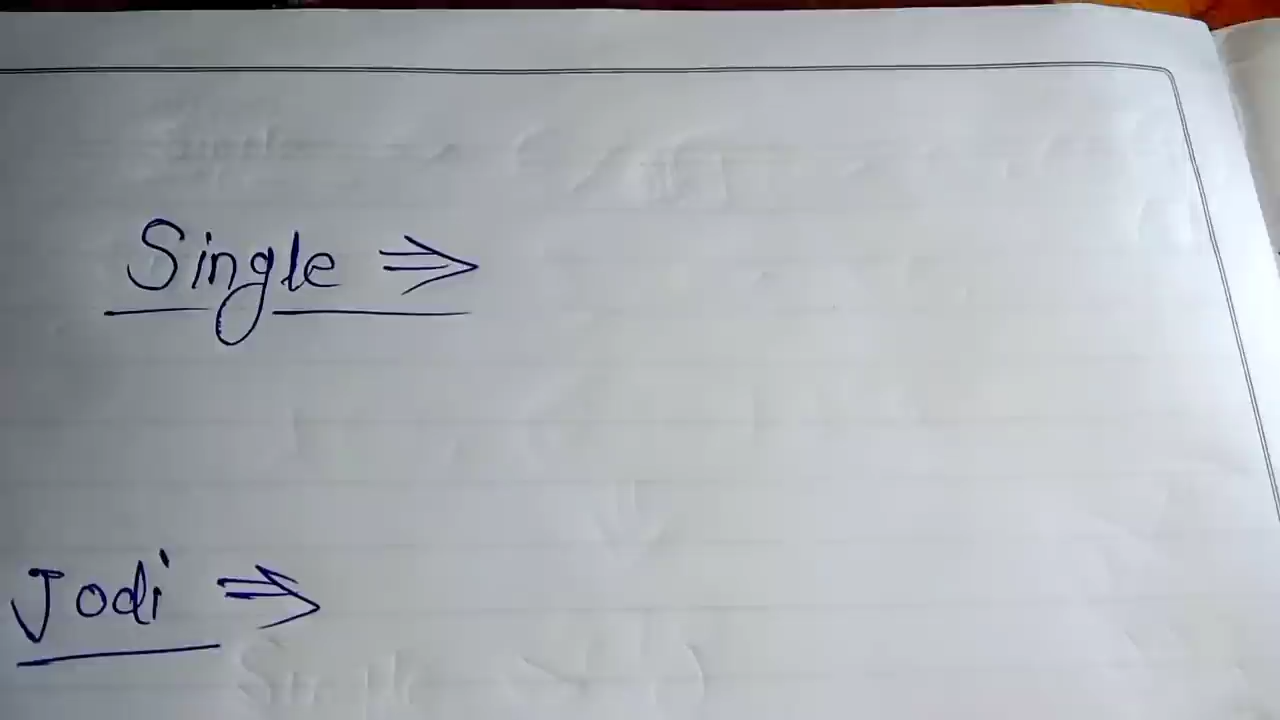 Single ⇒
Jodi ⇒